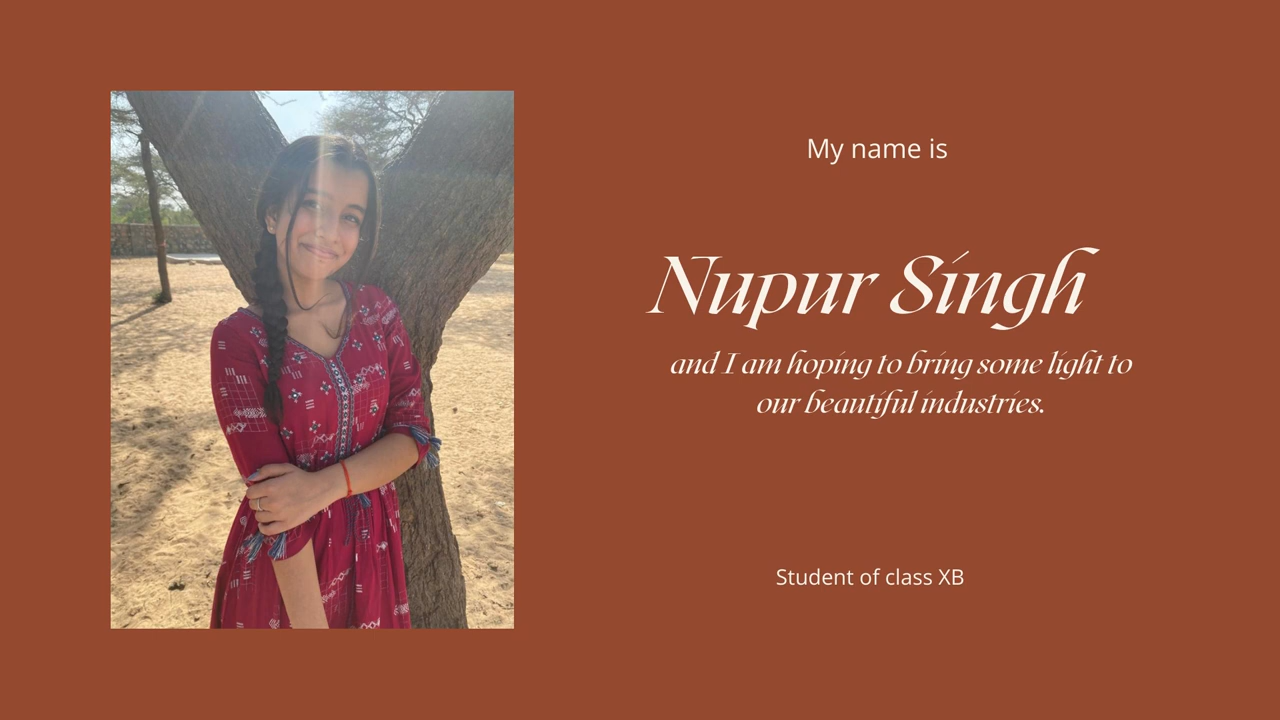 My name is
Nupur Singh
and I am hoping to bring some light to
our beautiful industries.
Student of class XB